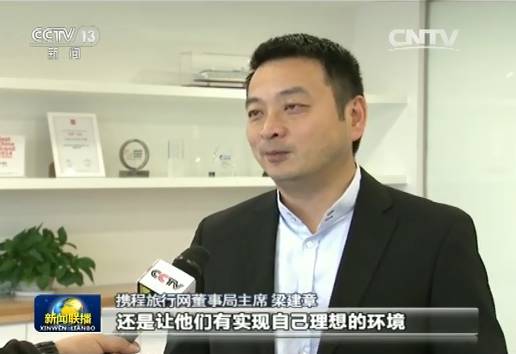 CCTV 13
新闻
CNTV
CCTV
携程旅行网董事局主席 梁建章
还是让他们有实现自己理想的环境
新闻联播
XINWEN LIANBO